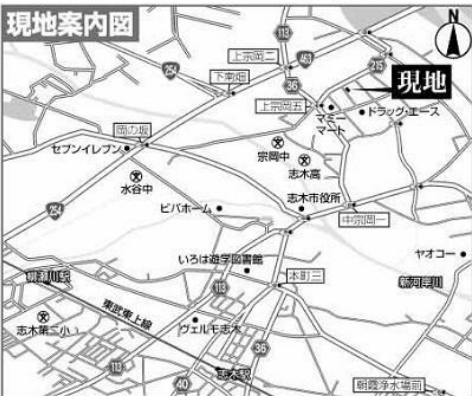 現地案内図
N
113
上宗岡二
463
254
下南畑
36
215
現地
上宗岡五
マミー
マート
ドラッグ・エース
岡の坂
セブンイレブン
宗岡中
志木高
水谷中
ビバホーム
志木市役所
中宗岡一
254
いろは遊学図書館
ヤオコー
柳瀬川駅
113
本町三
新河岸川
東武東上線
志木第二小
ヴェルモ志木
113
36
志木駅
40
朝霞浄水場前